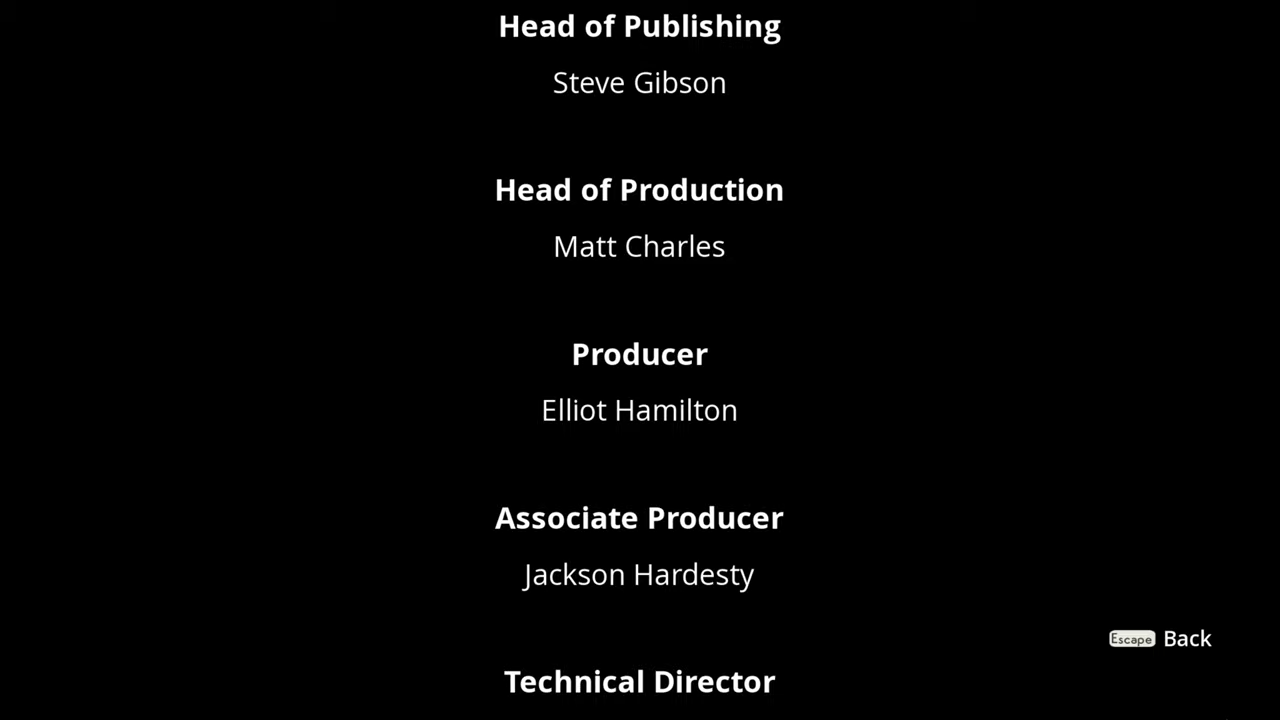 Head of Publishing
Steve Gibson
Head of Production
Matt Charles
Producer
Elliot Hamilton
Associate Producer
Jackson Hardesty
Escape Back
Technical Director